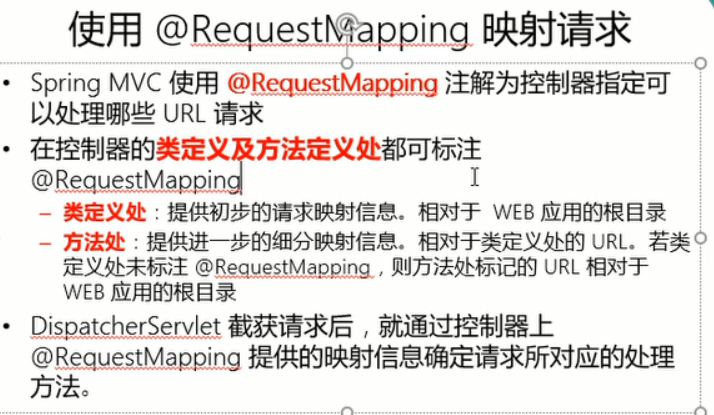 使用 @RequestMapping 映射请求
• Spring MVC 使用 @RequestMapping 注解为控制器指定可
以处理哪些 URL 请求
• 在控制器的类定义及方法定义处都可标注
@RequestMapping
– 类定义处：提供初步的请求映射信息。相对于 WEB 应用的根目录
– 方法处：提供进一步的细分映射信息。相对于类定义处的 URL。若类
定义处未标注 @RequestMapping，则方法处标记的 URL 相对于
WEB 应用的根目录
• DispatcherServlet 截获请求后，就通过控制器上
@RequestMapping 提供的映射信息确定请求所对应的处理
方法。